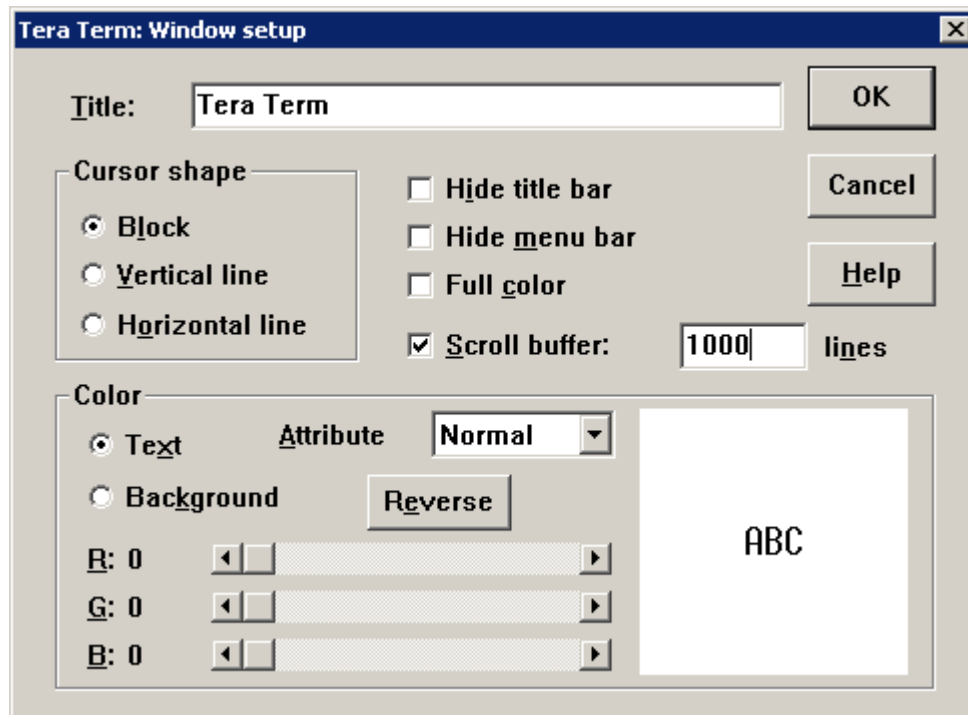 Tera Term: Window setup
Title: Tera Term OK
Cursor shape
Block
Vertical line
Horizontal line
Hide title bar
Hide menu bar
Full color
Scroll buffer: 1000 lines
Cancel
Help
Color
Text Attribute Normal
Background Reverse
R: 0
G: 0
B: 0
ABC